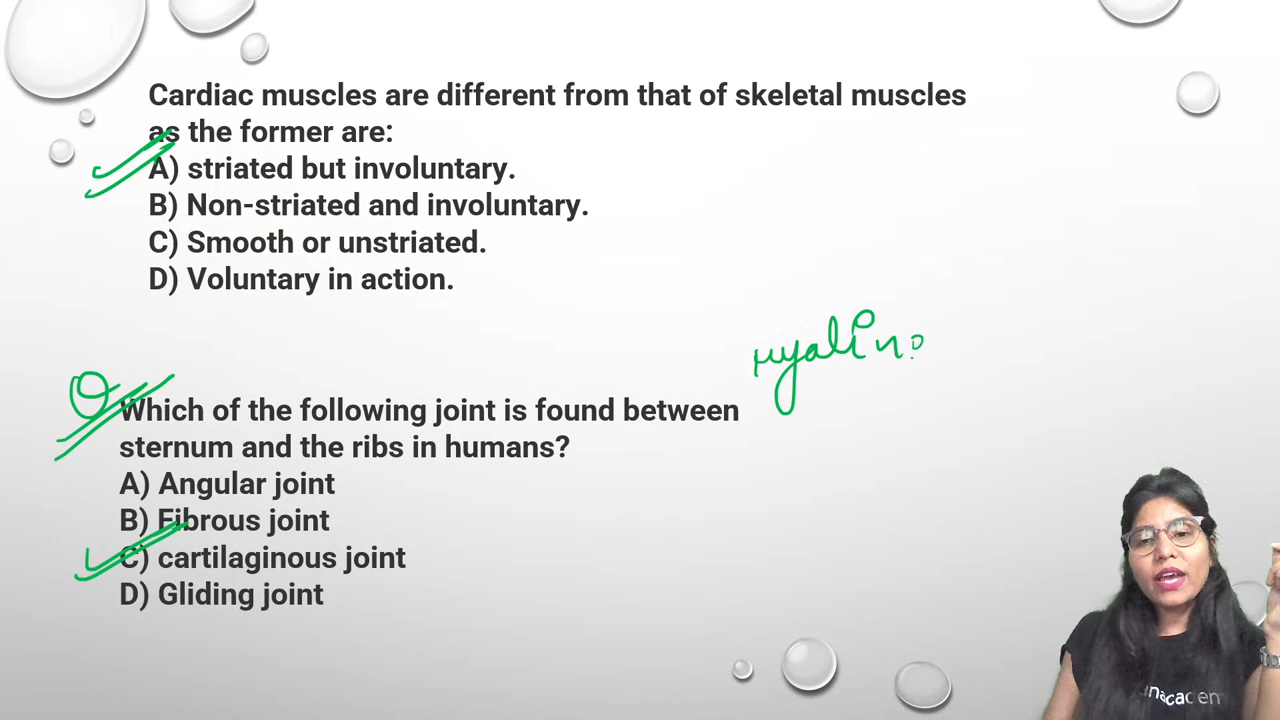 Cardiac muscles are different from that of skeletal muscles
as the former are:
A) striated but involuntary.
B) Non-striated and involuntary.
C) Smooth or unstriated.
D) Voluntary in action.
Hyaline
Q
Which of the following joint is found between
sternum and the ribs in humans?
A) Angular joint
B) Fibrous joint
C) cartilaginous joint
D) Gliding joint
unacadem